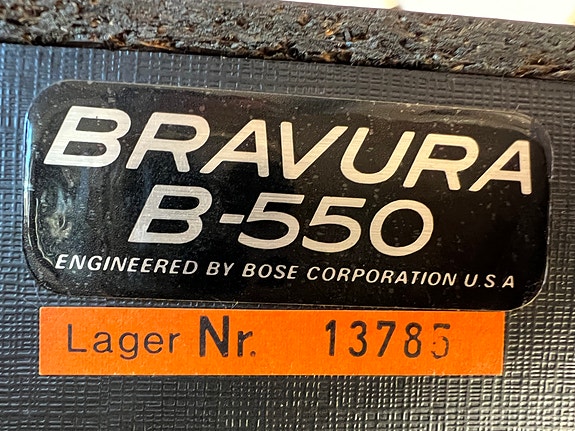 BRAVURA
B-550
ENGINEERED BY BOSE CORPORATION U.S.A
Lager Nr. 13785